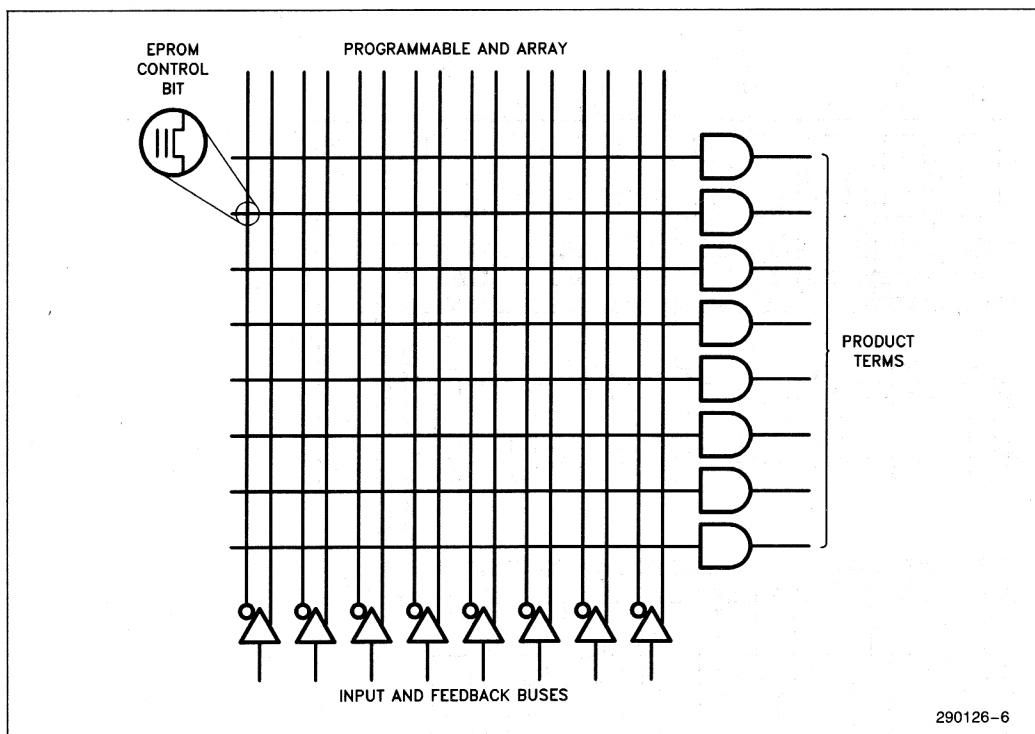 EPROM
CONTROL
BIT
PROGRAMMABLE AND ARRAY
PRODUCT
TERMS
INPUT AND FEEDBACK BUSES
290126-6